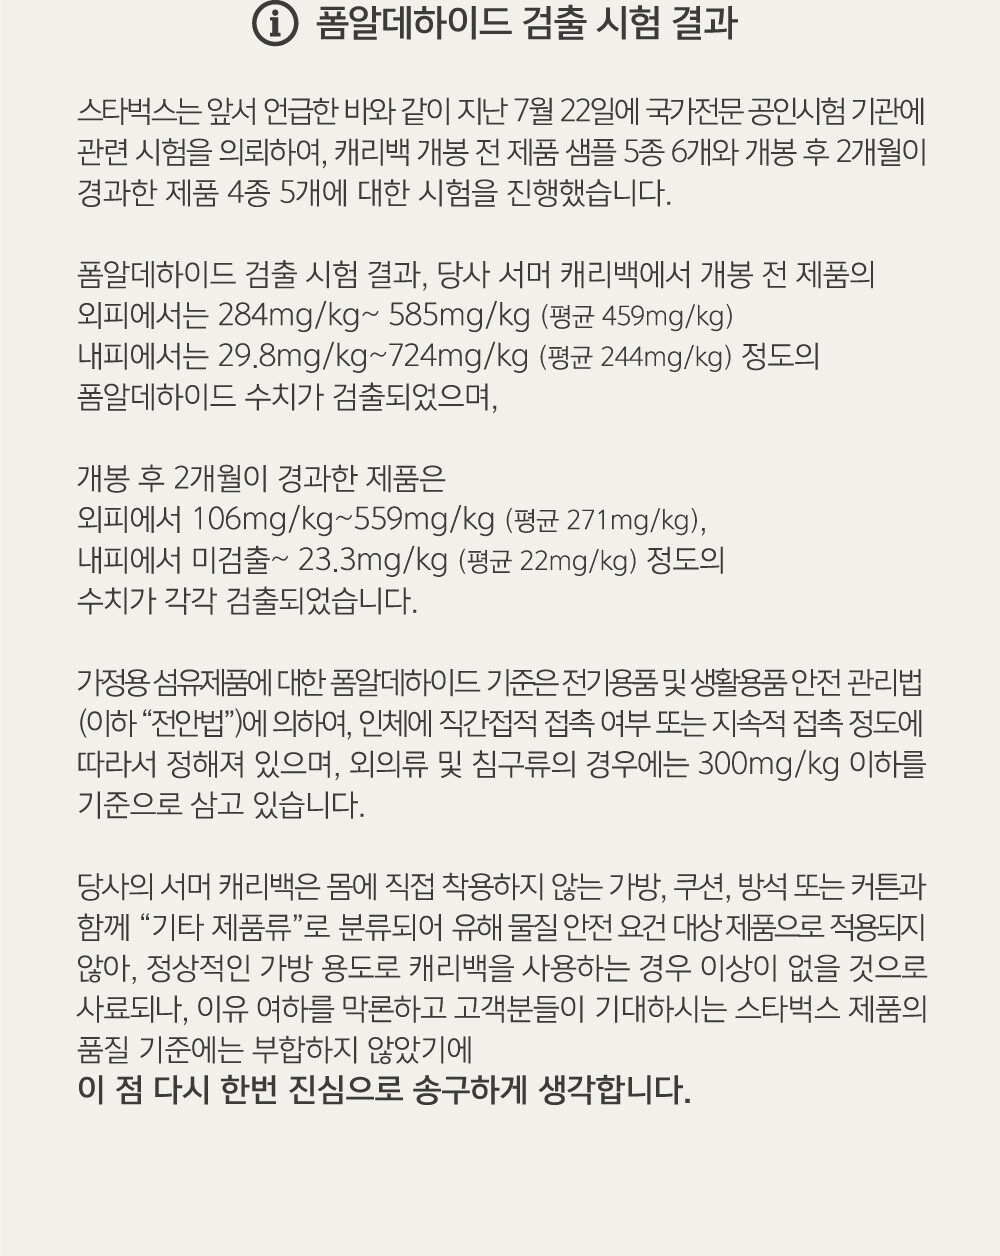 폼알데하이드 검출 시험 결과
스타벅스는 앞서 언급한 바와 같이 지난 7월 22일에 국가전문 공인시험 기관에
관련 시험을 의뢰하여, 캐리백 개봉 전 제품 샘플 5종 6개와 개봉 후 2개월이
경과한 제품 4종 5개에 대한 시험을 진행했습니다.
폼알데하이드 검출 시험 결과, 당사 서머 캐리백에서 개봉 전 제품의
외피에서는 284mg/kg~ 585mg/kg (평균 459mg/kg)
내피에서는 29.8mg/kg~724mg/kg (평균 244mg/kg) 정도의
폼알데하이드 수치가 검출되었으며,
개봉 후 2개월이 경과한 제품은
외피에서 106mg/kg~559mg/kg (평균 271mg/kg),
내피에서 미검출~ 23.3mg/kg (평균 22mg/kg) 정도의
수치가 각각 검출되었습니다.
가정용 섬유제품에 대한 폼알데하이드 기준은 전기용품 및 생활용품 안전 관리법
(이하 “전안법”)에 의하여, 인체에 직간접적 접촉 여부 또는 지속적 접촉 정도에
따라서 정해져 있으며, 외의류 및 침구류의 경우에는 300mg/kg 이하를
기준으로 삼고 있습니다.
당사의 서머 캐리백은 몸에 직접 착용하지 않는 가방, 쿠션, 방석 또는 커튼과
함께 “기타 제품류”로 분류되어 유해 물질 안전 요건 대상 제품으로 적용되지
않아, 정상적인 가방 용도로 캐리백을 사용하는 경우 이상이 없을 것으로
사료되나, 이유 여하를 막론하고 고객분들이 기대하시는 스타벅스 제품의
품질 기준에는 부합하지 않았기에
이 점 다시 한번 진심으로 송구하게 생각합니다.